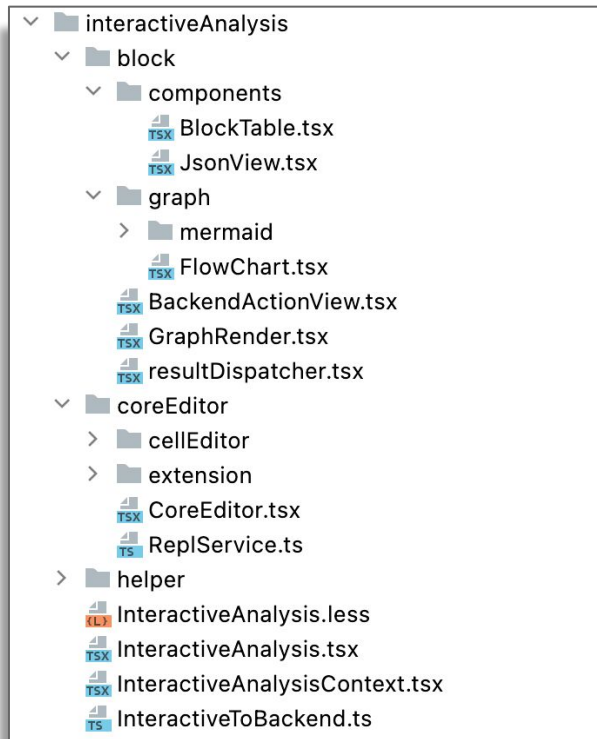 interactiveAnalysis
block
components
TSX BlockTable.tsx
TSX JsonView.tsx
graph
mermaid
TSX FlowChart.tsx
TSX BackendActionView.tsx
TSX GraphRender.tsx
TSX resultDispatcher.tsx
coreEditor
cellEditor
extension
TSX CoreEditor.tsx
TS ReplService.ts
helper
{L} InteractiveAnalysis.less
TSX InteractiveAnalysis.tsx
TSX InteractiveAnalysisContext.tsx
TS InteractiveToBackend.ts